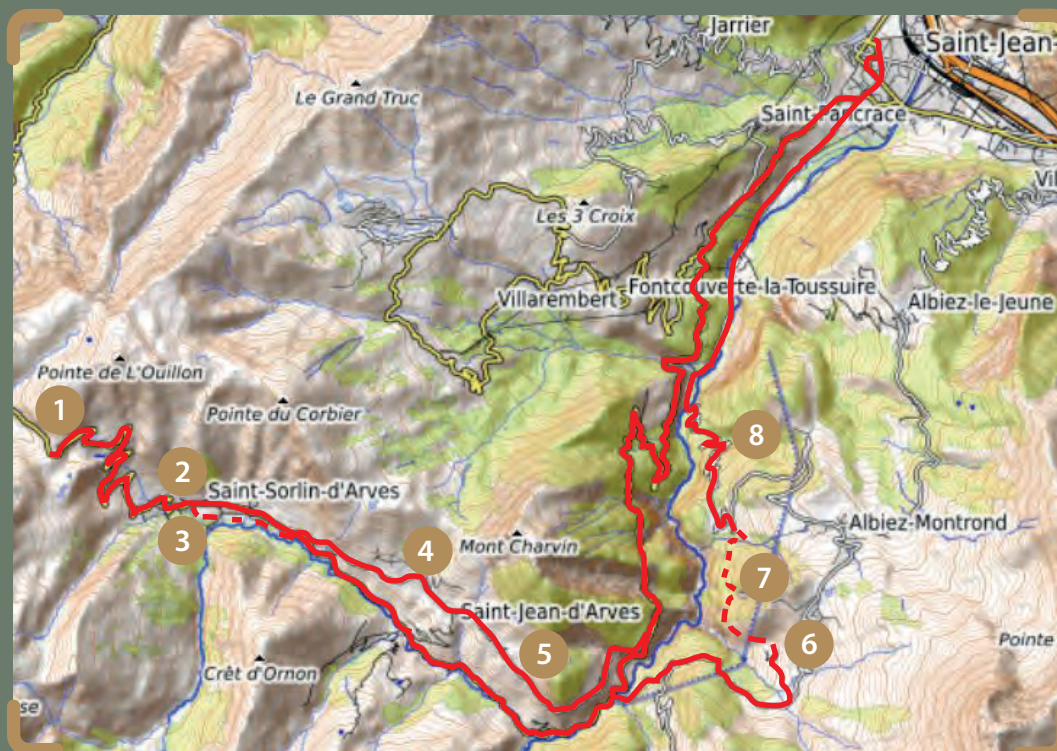 Jarrier
Saint-Jean-
Le Grand Truc
Saint-Pancrace
Vil
Les 3 Croix
Villarembert
Fontcouverte-la-Toussuire
Albiez-le-Jeune
Pointe de L'Ouillon
1
Pointe du Corbier
8
2
Saint-Sorlin-d'Arves
3
Albiez-Montrond
4
Mont Charvin
7
Saint-Jean-d'Arves
5
6
Pointe
Crêt d'Ornon
se